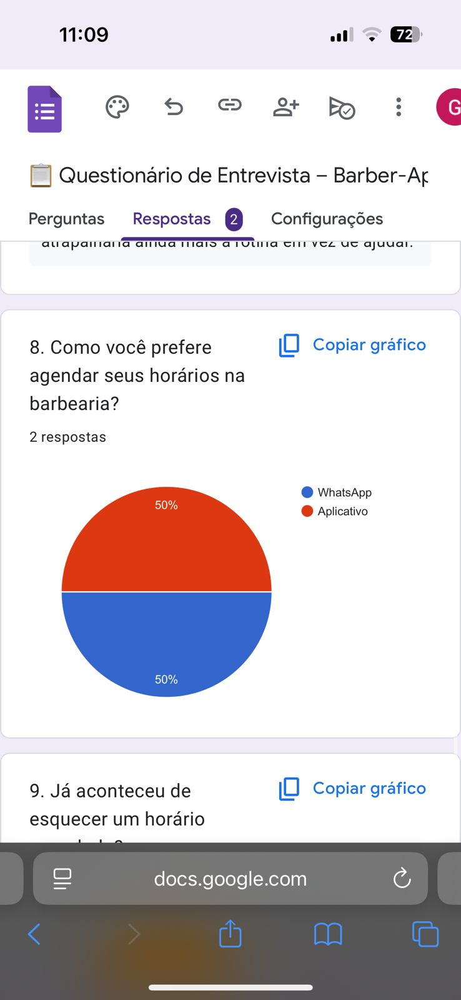 11:09
72
G
Questionário de Entrevista – Barber-Ap
Perguntas
Respostas
2
Configurações
atrapalharia ainda mais a rotina em vez de ajudar.
8. Como você prefere
agendar seus horários na
barbearia?
Copiar gráfico
2 respostas
50%
50%
WhatsApp
Aplicativo
9. Já aconteceu de
esquecer um horário
Copiar gráfico
docs.google.com